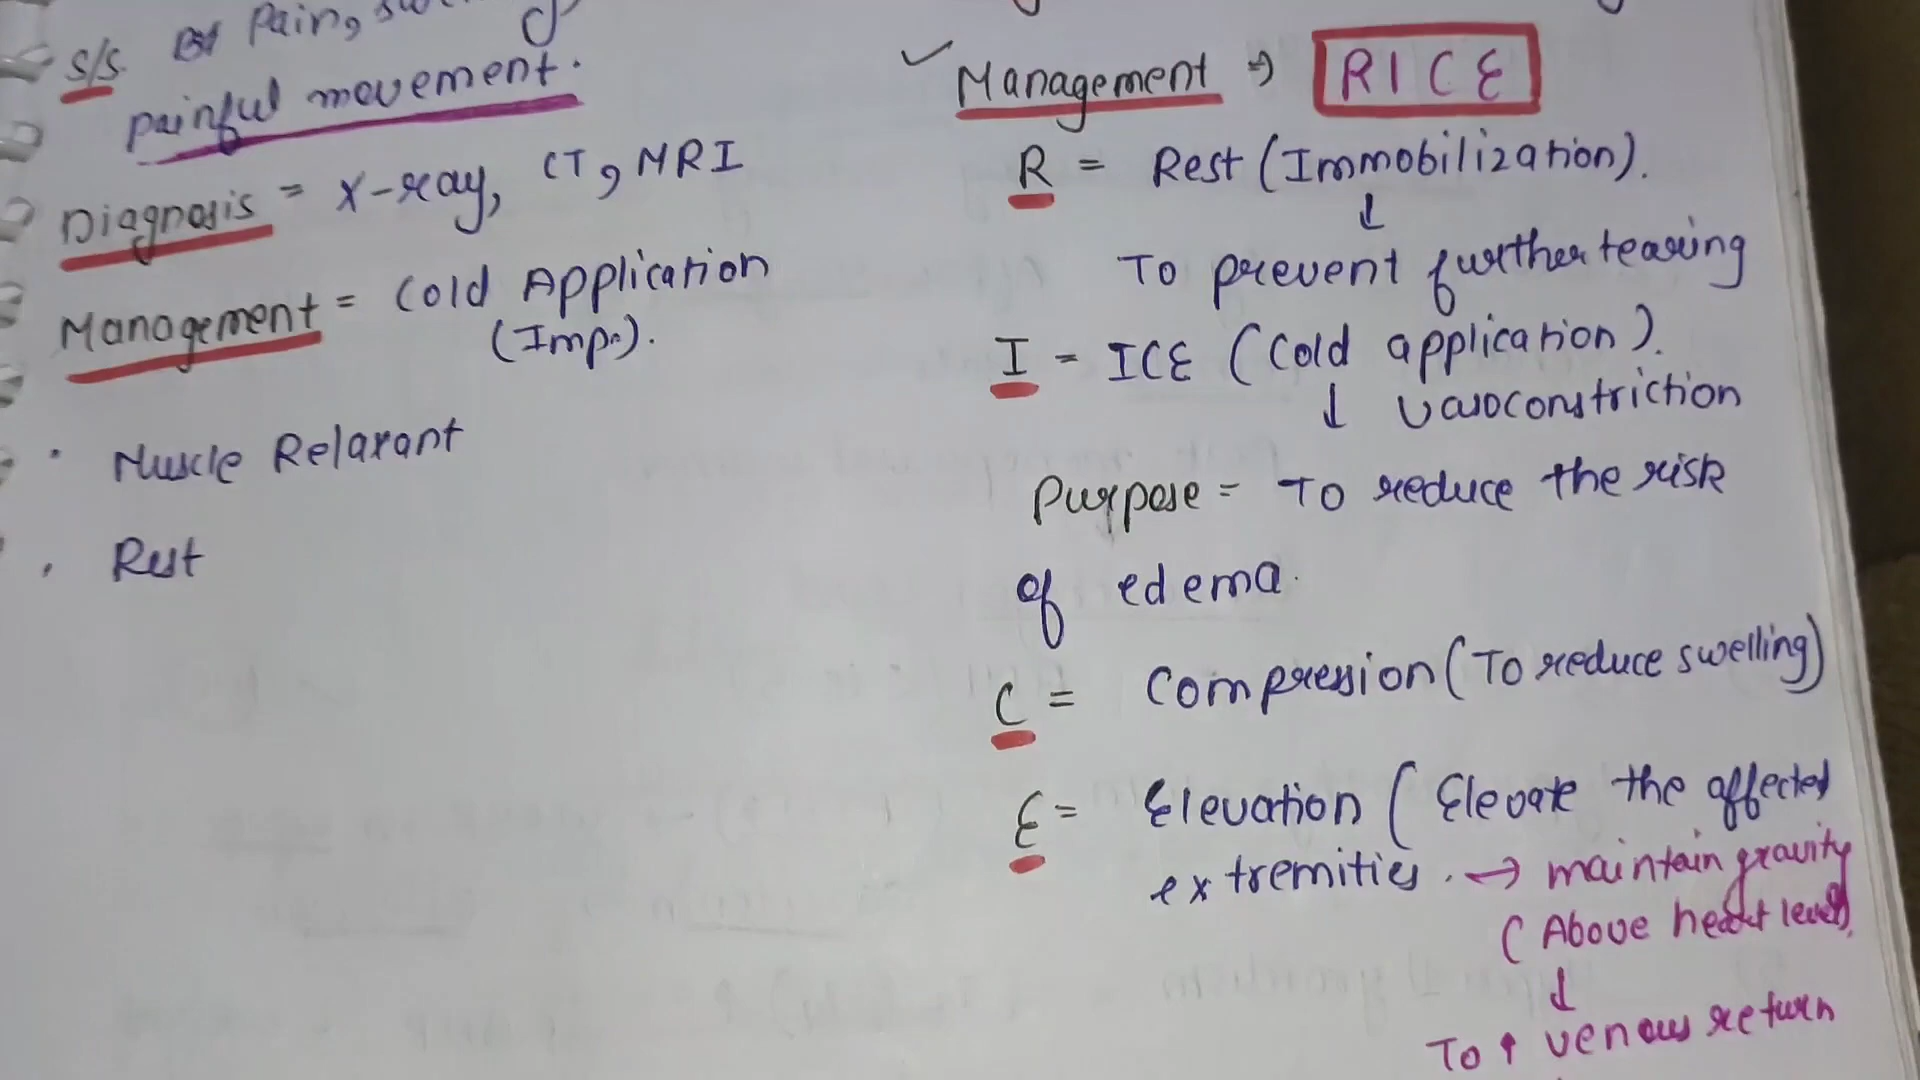 S/S Pain,
painful movement.
Diagnosis = X-ray, CT, MRI
Management = Cold Application
(Imp.).
• Muscle Relaxant
• Rest
✓ Management → RICE
R = Rest (Immobilization).
↓
To prevent further tearing
I - ICE (Cold application).
↓ vasoconstriction
Purpose = To reduce the risk
of edema.
C = Compression (To reduce swelling)
E = Elevation ( Elevate the affected
extremities. → maintain gravity
( Above heart level)
↓
To ↑ venous return